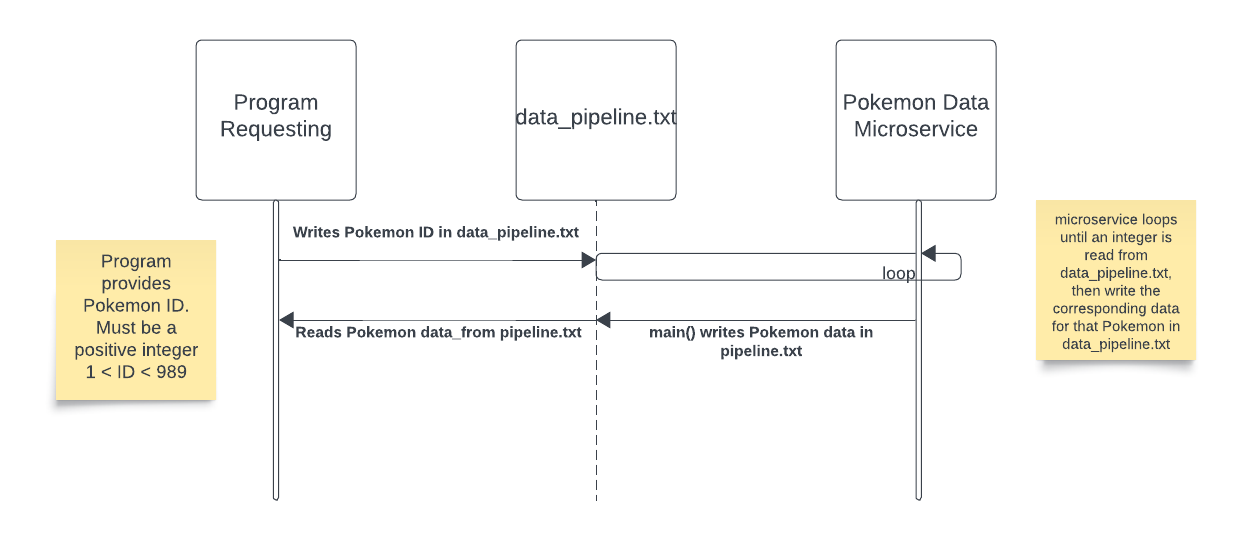 Program
Requesting
data_pipeline.txt
Pokemon Data
Microservice
Writes Pokemon ID in data_pipeline.txt
Program
provides
Pokemon ID.
Must be a
positive integer
1 < ID < 989
loop
microservice loops
until an integer is
read from
data_pipeline.txt,
then write the
corresponding data
for that Pokemon in
data_pipeline.txt
Reads Pokemon data_from pipeline.txt
main() writes Pokemon data in
pipeline.txt